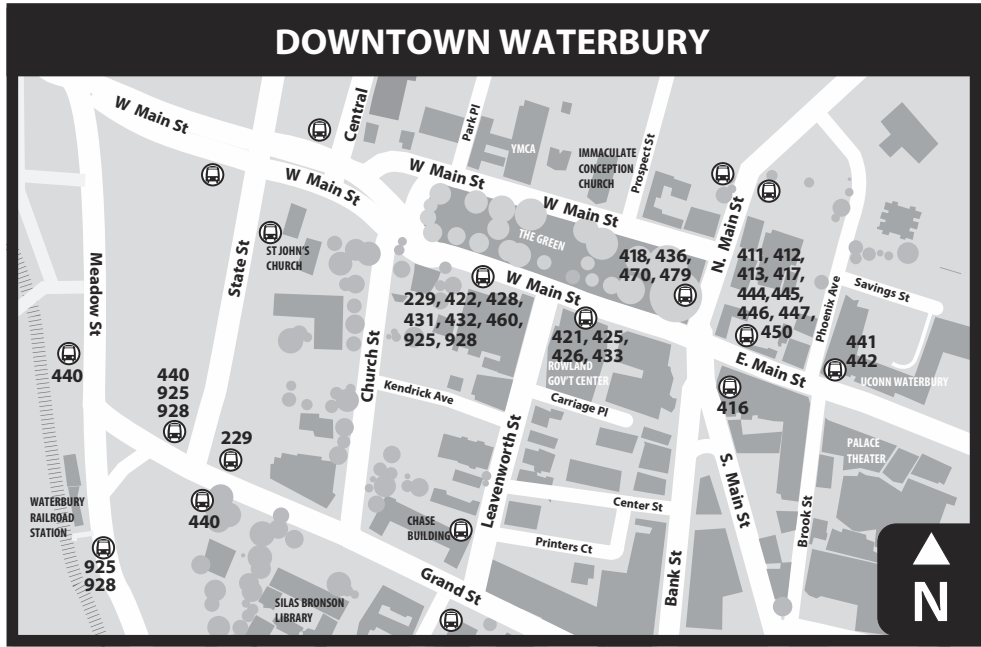 DOWNTOWN WATERBURY
W Main St
Central
Park Pl
YMCA
IMMACULATE
CONCEPTION
CHURCH
Prospect St
W Main St
W Main St
W Main St
N. Main St
THE GREEN
ST JOHN'S
CHURCH
State St
Meadow St
W Main St
418, 436,
470, 479
411, 412,
413, 417,
444, 445,
446, 447,
450
Phoenix Ave
Savings St
229, 422, 428,
431, 432, 460,
925, 928
421, 425,
426, 433
ROWLAND
GOV'T CENTER
E. Main St
441
442
UCONN WATERBURY
440
440
925
928
Church St
Kendrick Ave
Carriage Pl
416
229
Leavenworth St
S. Main St
PALACE
THEATER
WATERBURY
RAILROAD
STATION
440
CHASE
BUILDING
Center St
Printers Ct
Brook St
925
928
Grand St
Bank St
SILAS BRONSON
LIBRARY
N